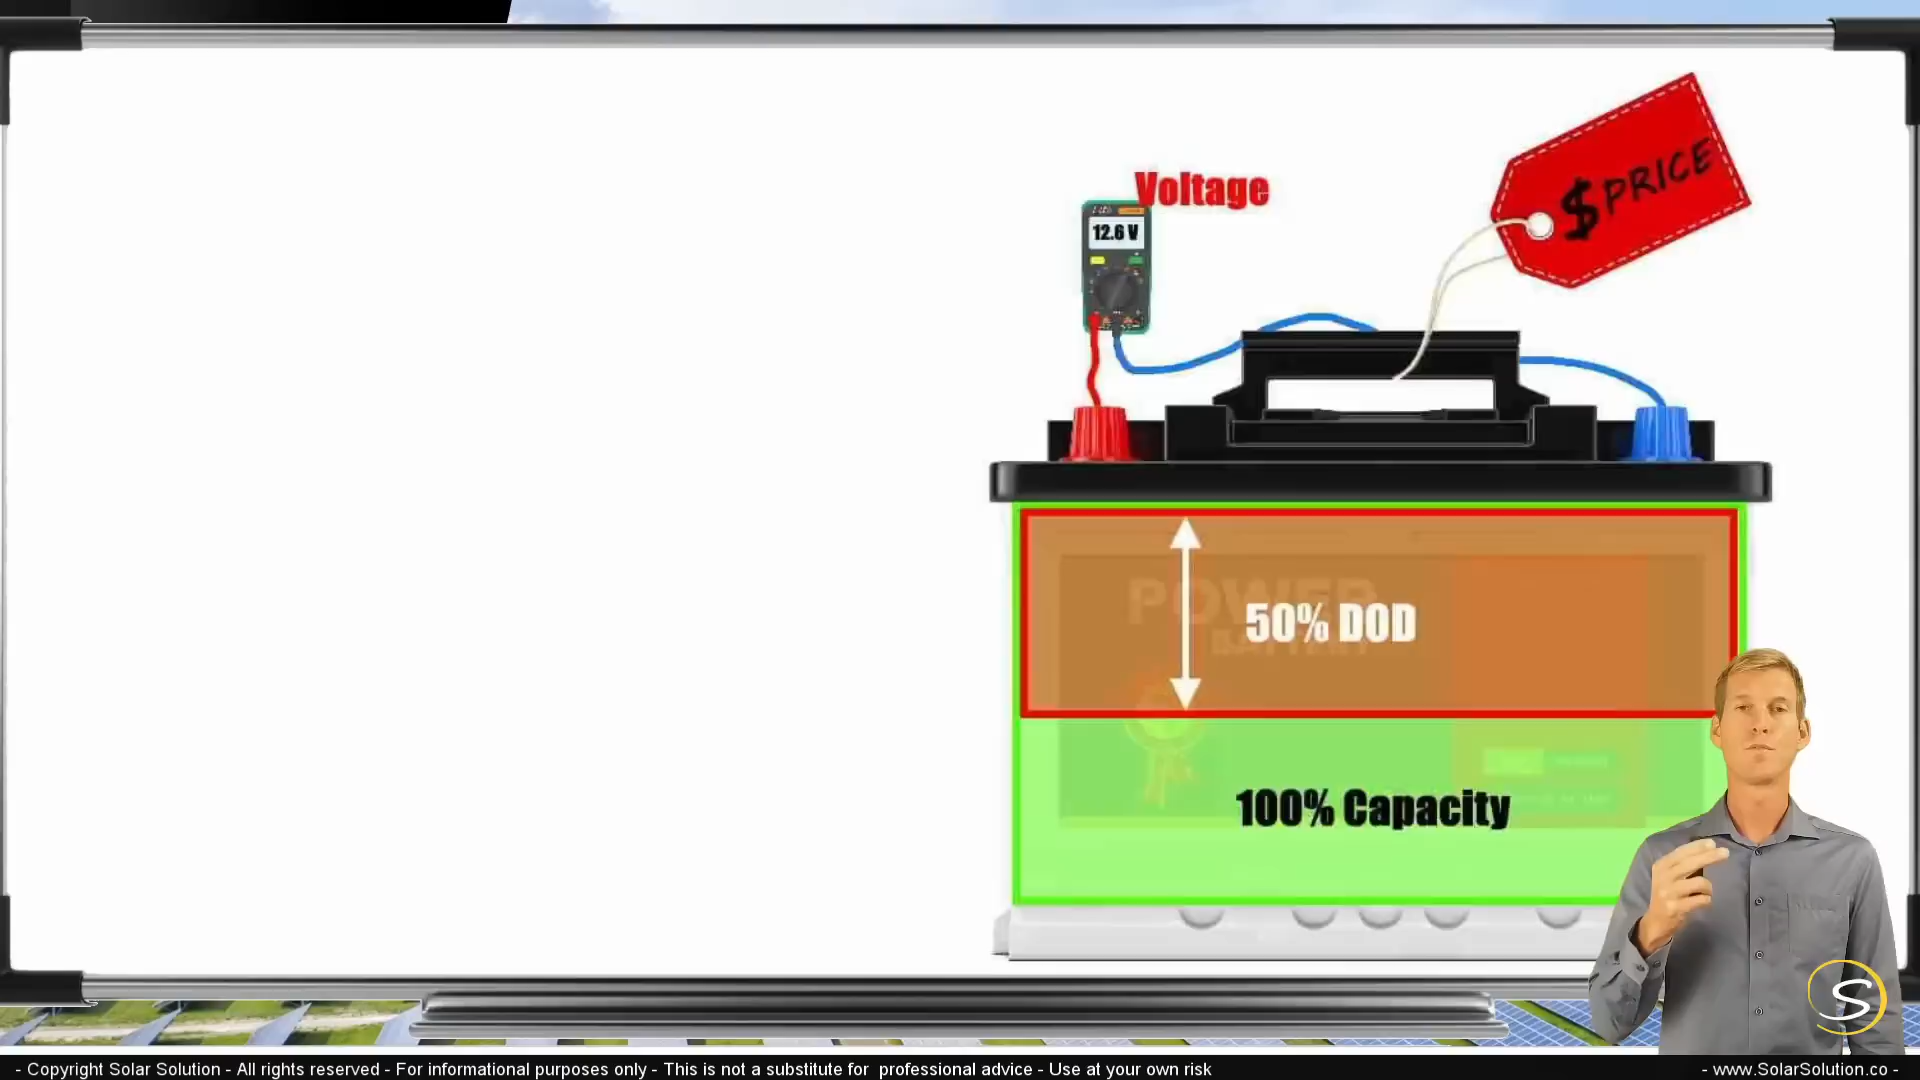 Voltage
12.6 V
$ PRICE
POWER
50% DOD
100% Capacity
S
- Copyright Solar Solution - All rights reserved - For informational purposes only - This is not a substitute for  professional advice - Use at your own risk
- www.SolarSolution.co -